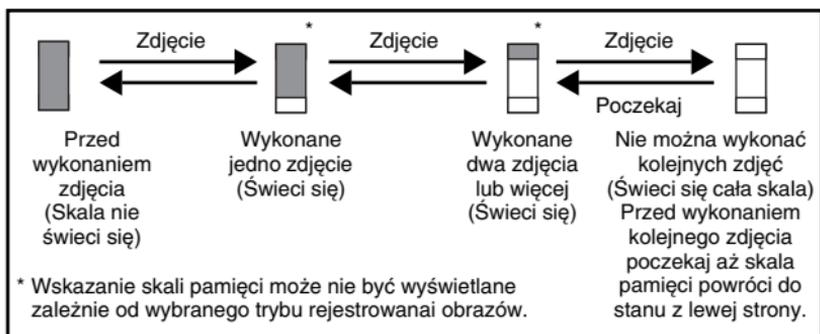 * *
Zdjęcie Zdjęcie Zdjęcie
Poczekaj
Przed
wykonaniem
zdjęcia
(Skala nie
świeci się)
Wykonane
jedno zdjęcie
(Świeci się)
Wykonane
dwa zdjęcia
lub więcej
(Świeci się)
Nie można wykonać
kolejnych zdjęć
(Świeci się cała skala)
Przed wykonaniem
kolejnego zdjęcia
poczekaj aż skala
pamięci powróci do
stanu z lewej strony.
* Wskazanie skali pamięci może nie być wyświetlane
zależnie od wybranego trybu rejestrowanai obrazów.